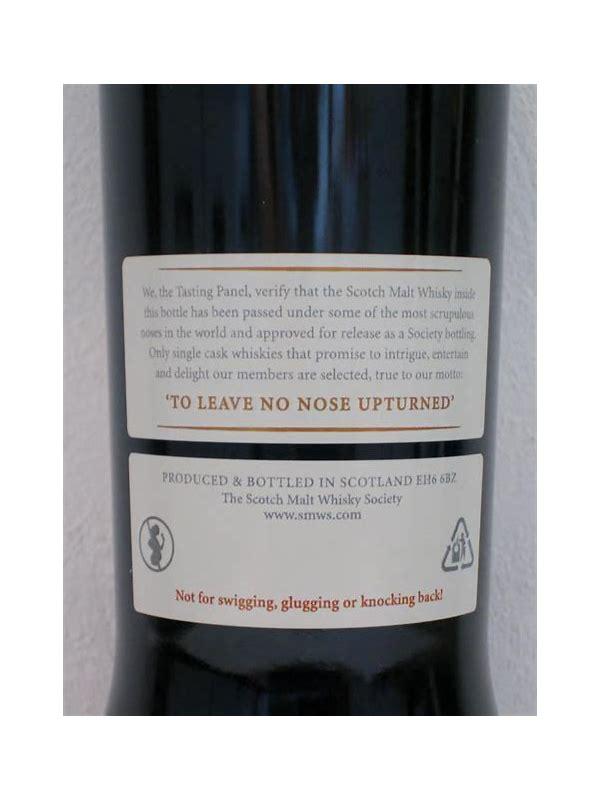 We, the Tasting Panel, verify that the Scotch Malt Whisky inside
this bottle has been passed under some of the most scrupulous
noses in the world and approved for release as a Society bottling.
Only single cask whiskies that promise to intrigue, entertain
and delight our members are selected, true to our motto:
'TO LEAVE NO NOSE UPTURNED'
PRODUCED & BOTTLED IN SCOTLAND EH6 6BZ
The Scotch Malt Whisky Society
www.smws.com
Not for swigging, glugging or knocking back!